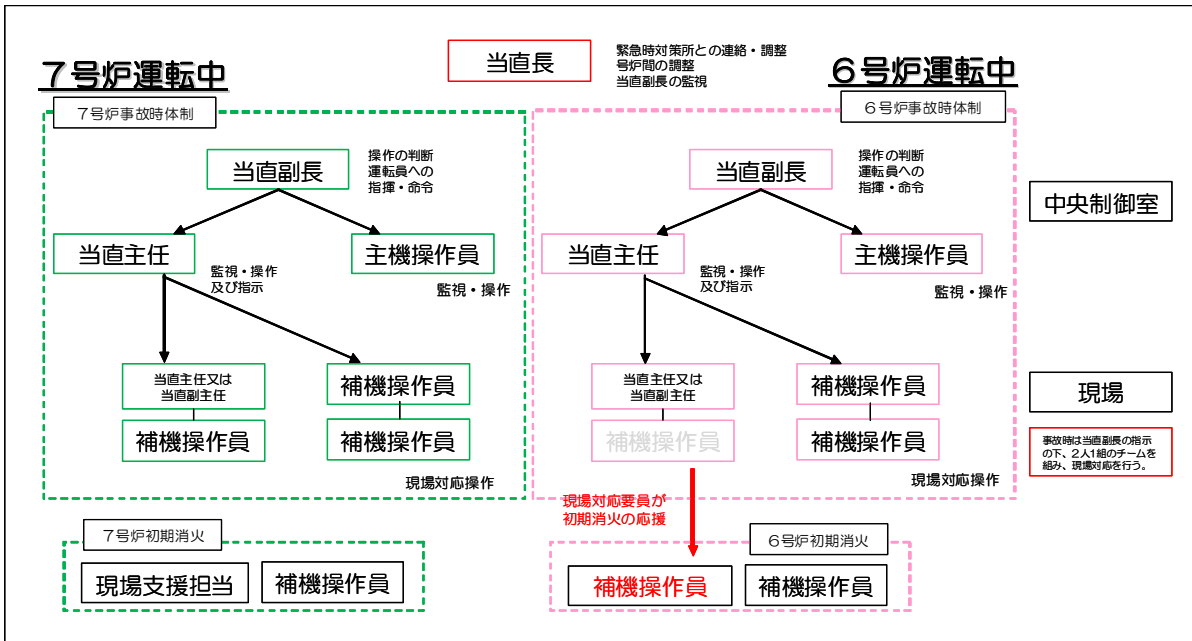 当直長
緊急時対策所との連絡・調整
号炉間の調整
当直副長の監視
７号炉運転中
６号炉運転中
７号炉事故時体制
当直副長
操作の判断
運転員への
指揮・命令
当直主任
主機操作員
監視・操作
及び指示
監視・操作
当直主任又は
当直副主任
補機操作員
補機操作員
補機操作員
現場対応操作
６号炉事故時体制
当直副長
操作の判断
運転員への
指揮・命令
当直主任
主機操作員
監視・操作
及び指示
監視・操作
当直主任又は
当直副主任
補機操作員
補機操作員
補機操作員
現場対応操作
中央制御室
現場
事故時は当直副長の指示
の下、２人１組のチームを
組み、現場対応を行う。
現場対応要員が
初期消火の応援
７号炉初期消火
現場支援担当
補機操作員
６号炉初期消火
補機操作員
補機操作員